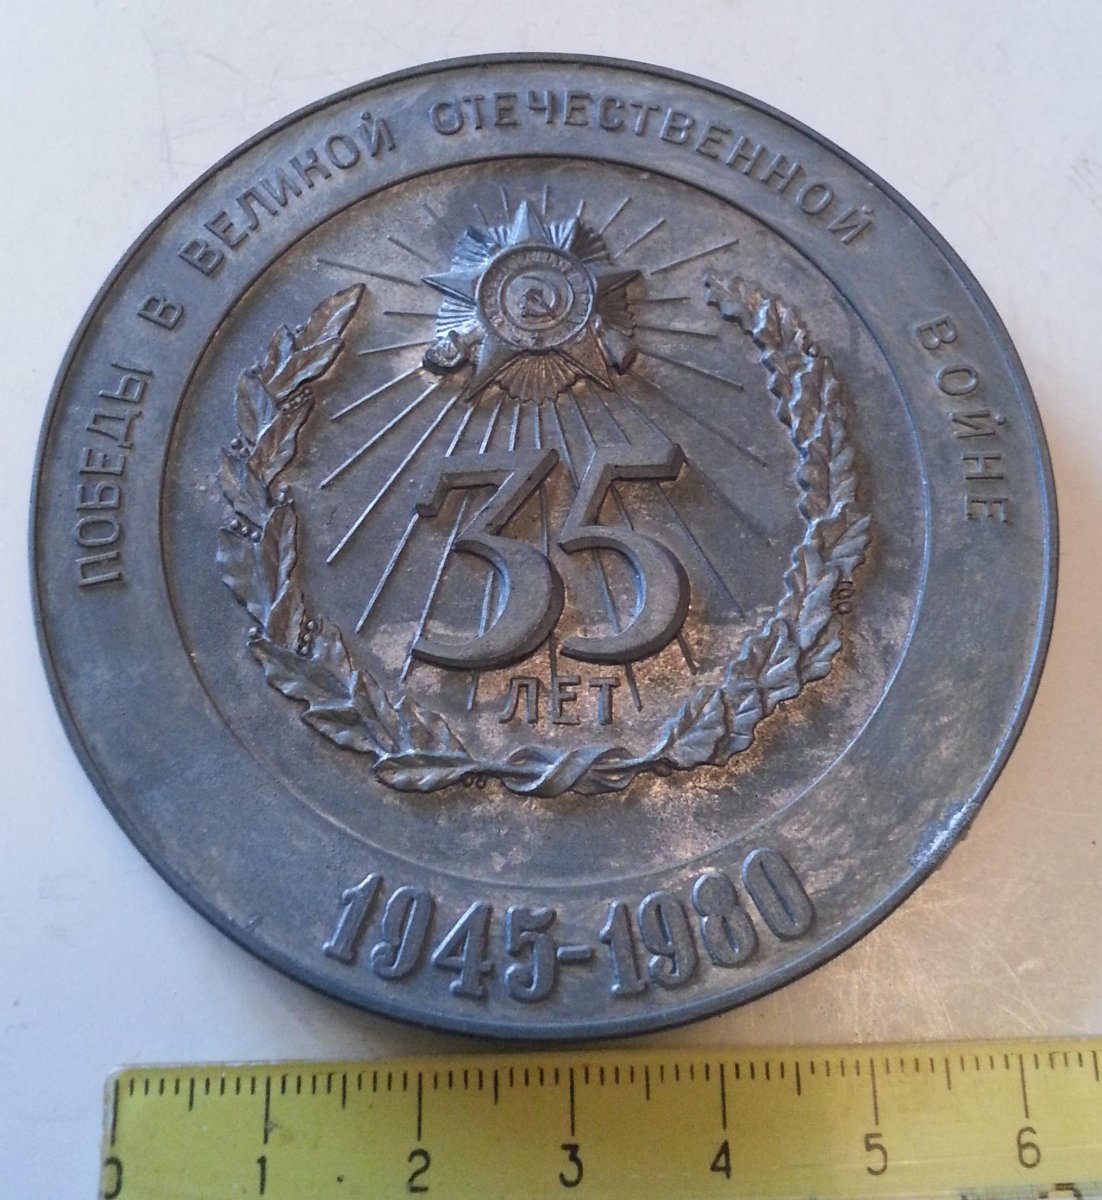 ПОБЕДЫ В ВЕЛИКОЙ ОТЕЧЕСТВЕННОЙ ВОЙНЕ
35
ЛЕТ
1945-1980
0 1 2 3 4 5 6